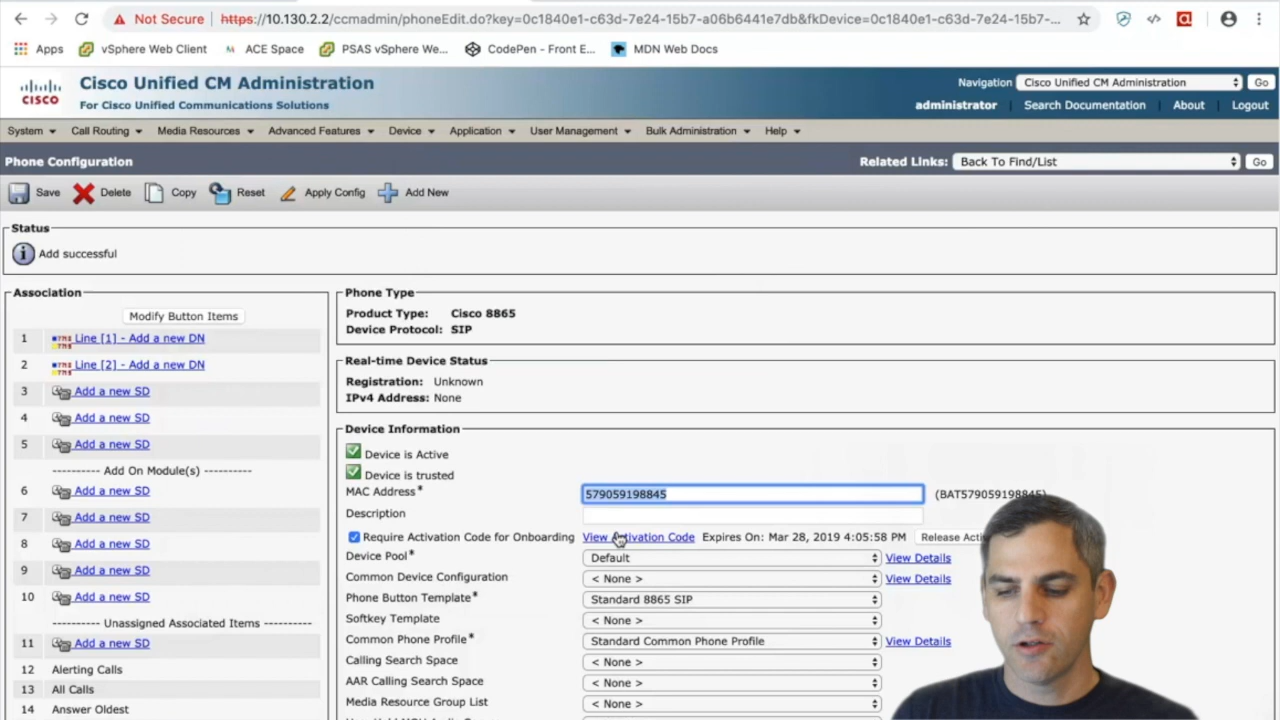 Not Secure https://10.130.2.2/ccmadmin/phoneEdit.do?key=0c1840e1-c63d-7e24-15b7-a06b6441e7db&fkDevice=0c1840e1-c63d-7e24-15b7-...
Apps vSphere Web Client ACE Space PSAS vSphere We... CodePen - Front E... MDN Web Docs
CISCO
Cisco Unified CM Administration
For Cisco Unified Communications Solutions
Navigation Cisco Unified CM Administration Go
administrator Search Documentation About Logout
System Call Routing Media Resources Advanced Features Device Application User Management Bulk Administration Help
Phone Configuration
Related Links: Back To Find/List Go
Save Delete Copy Reset Apply Config Add New
Status
Add successful
Association
Modify Button Items
1 Line [1] - Add a new DN
2 Line [2] - Add a new DN
3 Add a new SD
4 Add a new SD
5 Add a new SD
---------- Add On Module(s) ----------
6 Add a new SD
7 Add a new SD
8 Add a new SD
9 Add a new SD
10 Add a new SD
---------- Unassigned Associated Items ----------
11 Add a new SD
12 Alerting Calls
13 All Calls
14 Answer Oldest
Phone Type
Product Type: Cisco 8865
Device Protocol: SIP
Real-time Device Status
Registration: Unknown
IPv4 Address: None
Device Information
Device is Active
Device is trusted
MAC Address* 579059198845 (BAT579059198845)
Description
Require Activation Code for Onboarding View Activation Code Expires On: Mar 28, 2019 4:05:58 PM Release
Device Pool* Default View Details
Common Device Configuration < None > View Details
Phone Button Template* Standard 8865 SIP
Softkey Template < None >
Common Phone Profile* Standard Common Phone Profile View Details
Calling Search Space < None >
AAR Calling Search Space < None >
Media Resource Group List < None >